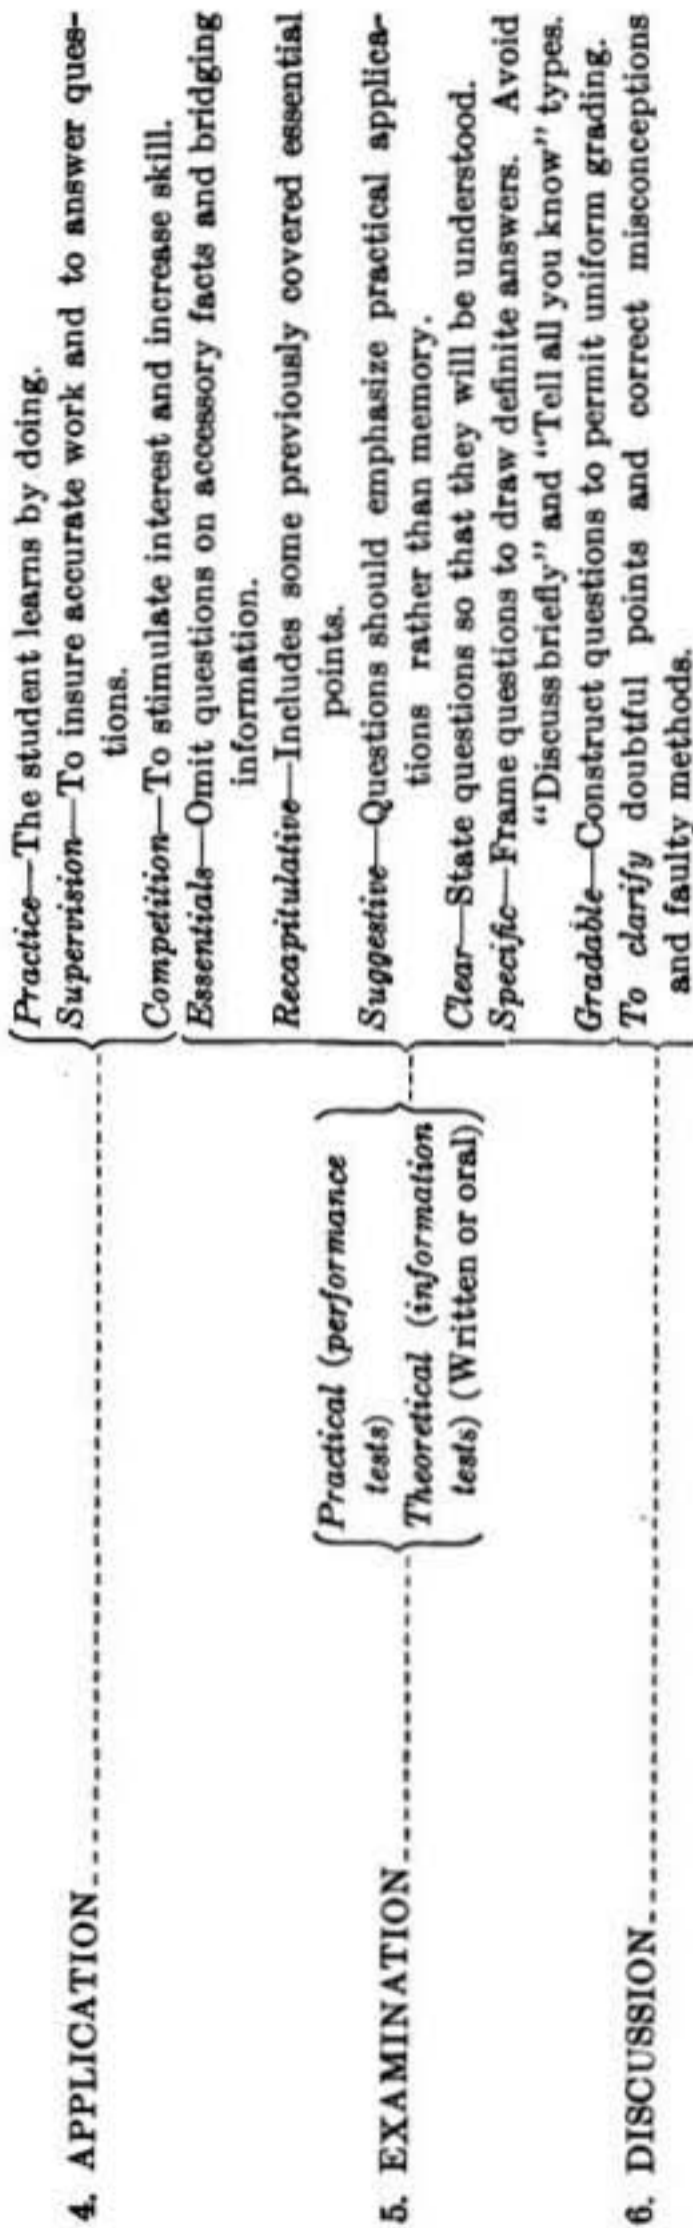 4. APPLICATION
Practice—The student learns by doing.
Supervision—To insure accurate work and to answer ques-
tions.
Competition—To stimulate interest and increase skill.
5. EXAMINATION
Practical (performance
tests)
Theoretical (information
tests) (Written or oral)
Essentials—Omit questions on accessory facts and bridging
information.
Recapitulative—Includes some previously covered essential
points.
Suggestive—Questions should emphasize practical applica-
tions rather than memory.
Clear—State questions so that they will be understood.
Specific—Frame questions to draw definite answers. Avoid
“Discuss briefly” and “Tell all you know” types.
Gradable—Construct questions to permit uniform grading.
6. DISCUSSION
To clarify doubtful points and correct misconceptions
and faulty methods.